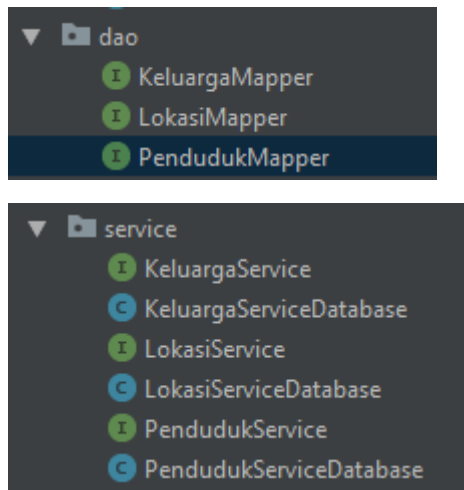 dao
I KeluargaMapper
I LokasiMapper
I PendudukMapper
service
I KeluargaService
C KeluargaServiceDatabase
I LokasiService
C LokasiServiceDatabase
I PendudukService
C PendudukServiceDatabase